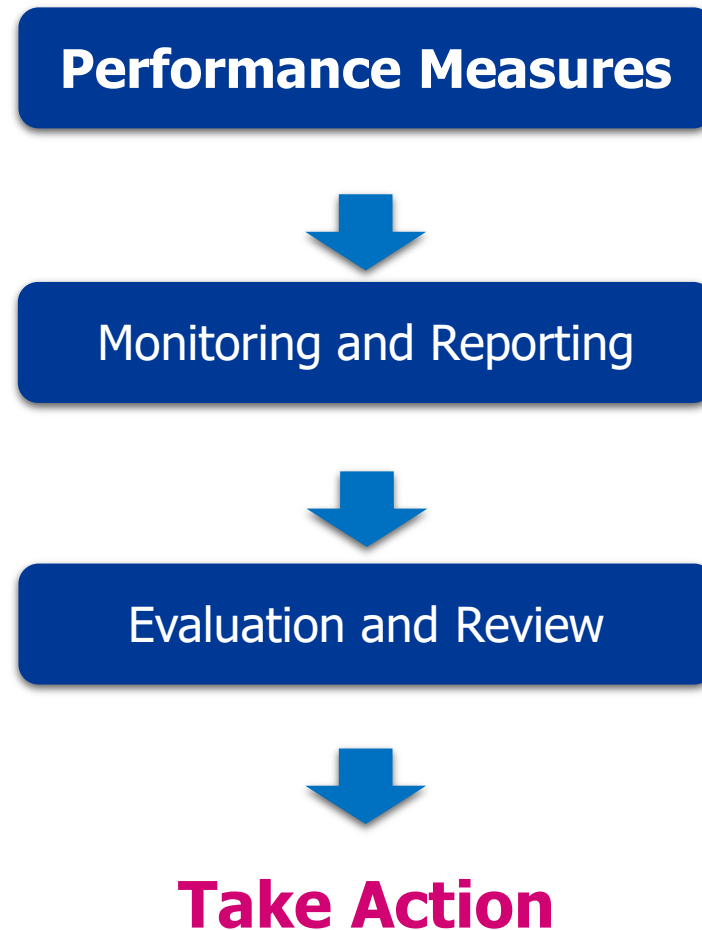 Performance Measures
Monitoring and Reporting
Evaluation and Review
Take Action